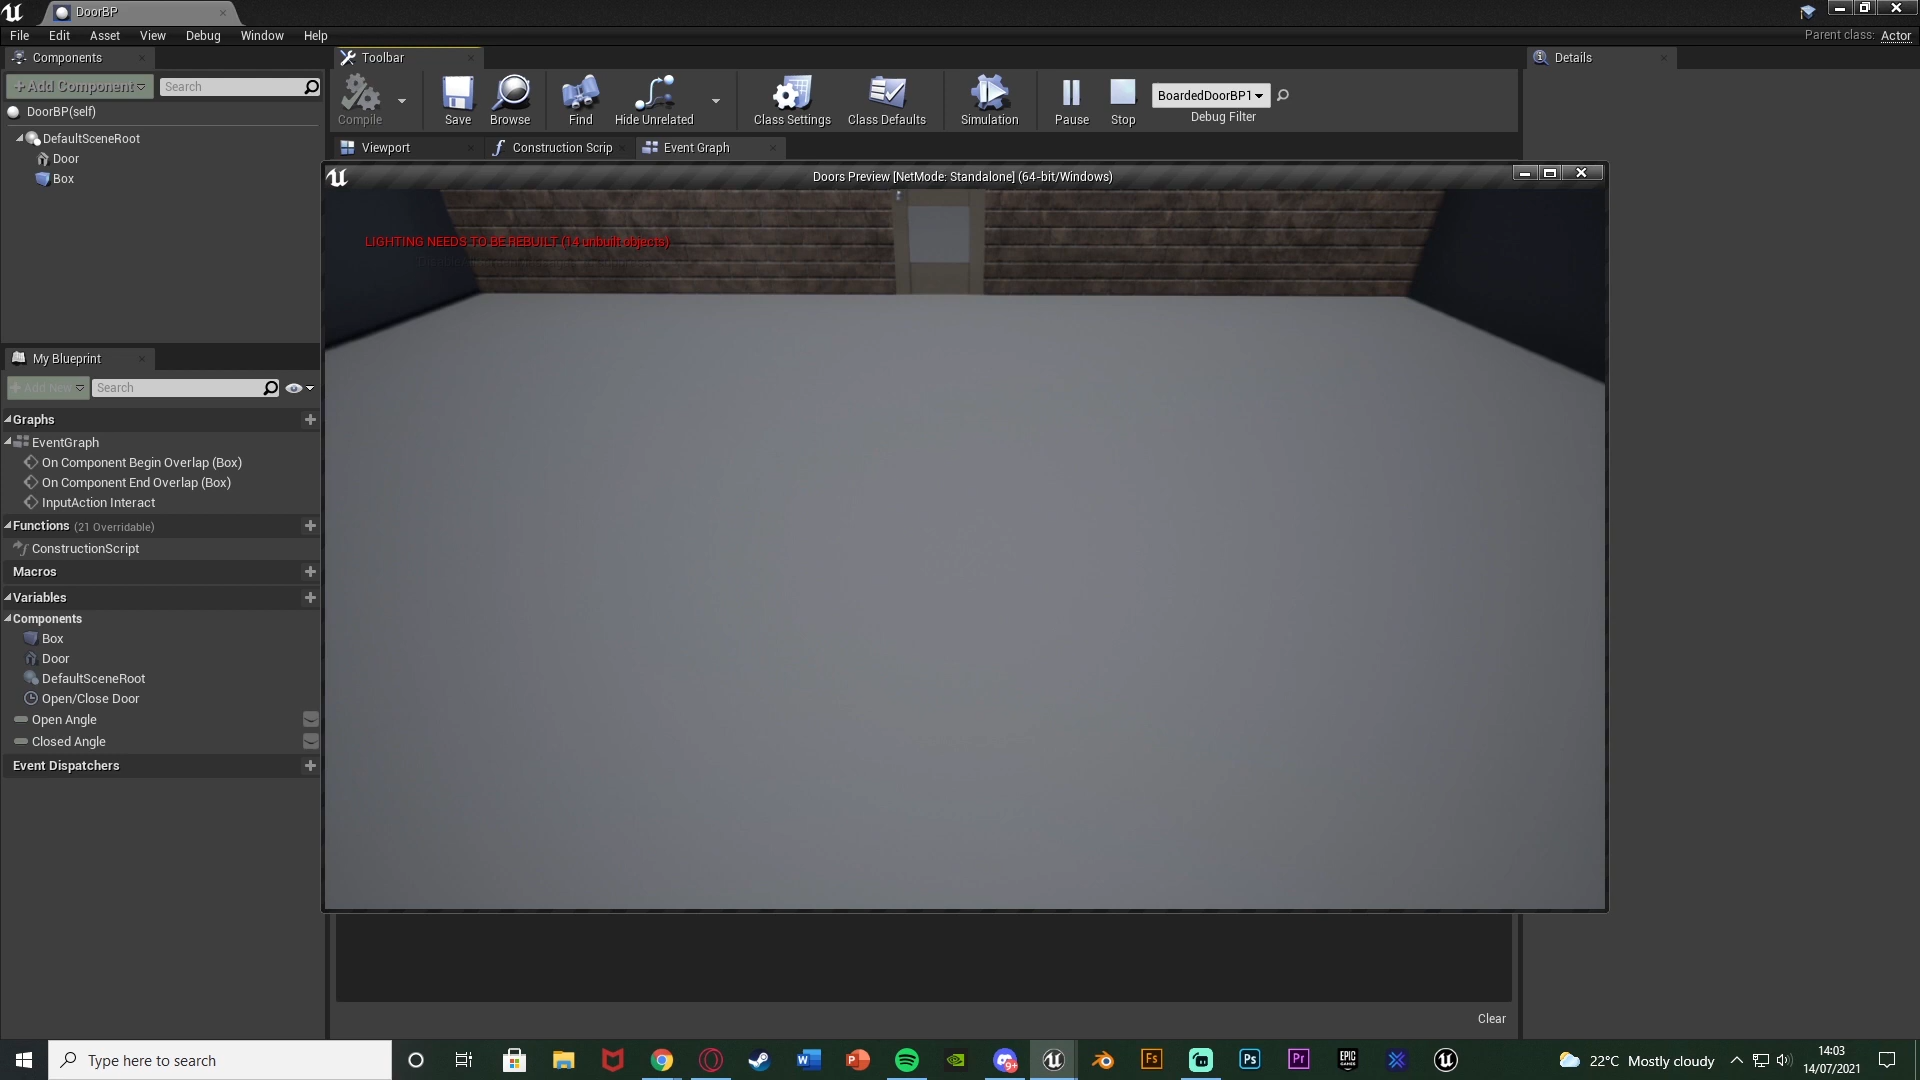 DoorBP
File Edit Asset View Debug Window Help
Parent class: Actor
Components
Toolbar
Details
+Add Component
Search
DoorBP(self)
DefaultSceneRoot
Door
Box
Compile
Save
Browse
Find
Hide Unrelated
Class Settings
Class Defaults
Simulation
Pause
Stop
BoardedDoorBP1
Debug Filter
Viewport
Construction Scrip
Event Graph
Doors Preview [NetMode: Standalone] (64-bit/Windows)
LIGHTING NEEDS TO BE REBUILT (14 unbuilt objects)
My Blueprint
+ Add New
Search
Graphs
EventGraph
On Component Begin Overlap (Box)
On Component End Overlap (Box)
InputAction Interact
Functions (21 Overridable)
ConstructionScript
Macros
Variables
Components
Box
Door
DefaultSceneRoot
Open/Close Door
Open Angle
Closed Angle
Event Dispatchers
Clear
Type here to search
22°C Mostly cloudy
14:03
14/07/2021